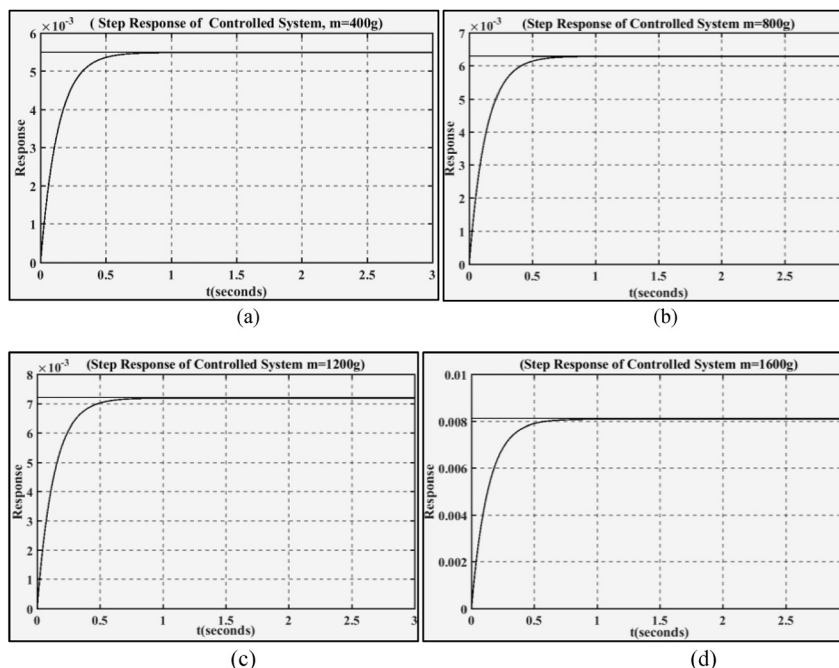 ( Step Response of Controlled System, m=400g)
×10⁻³
6
5
4
3
2
1
0
Response
0 0.5 1 1.5 2 2.5 3
t(seconds)
(a)
(Step Response of Controlled System m=800g)
×10⁻³
7
6
5
4
3
2
1
0
Response
0 0.5 1 1.5 2 2.5
t(seconds)
(b)
(Step Response of Controlled System m=1200g)
×10⁻³
8
7
6
5
4
3
2
1
0
Response
0 0.5 1 1.5 2 2.5 3
t(seconds)
(c)
(Step Response of Controlled System m=1600g)
0.01
0.008
0.006
0.004
0.002
0
Response
0 0.5 1 1.5 2 2.5
t(seconds)
(d)